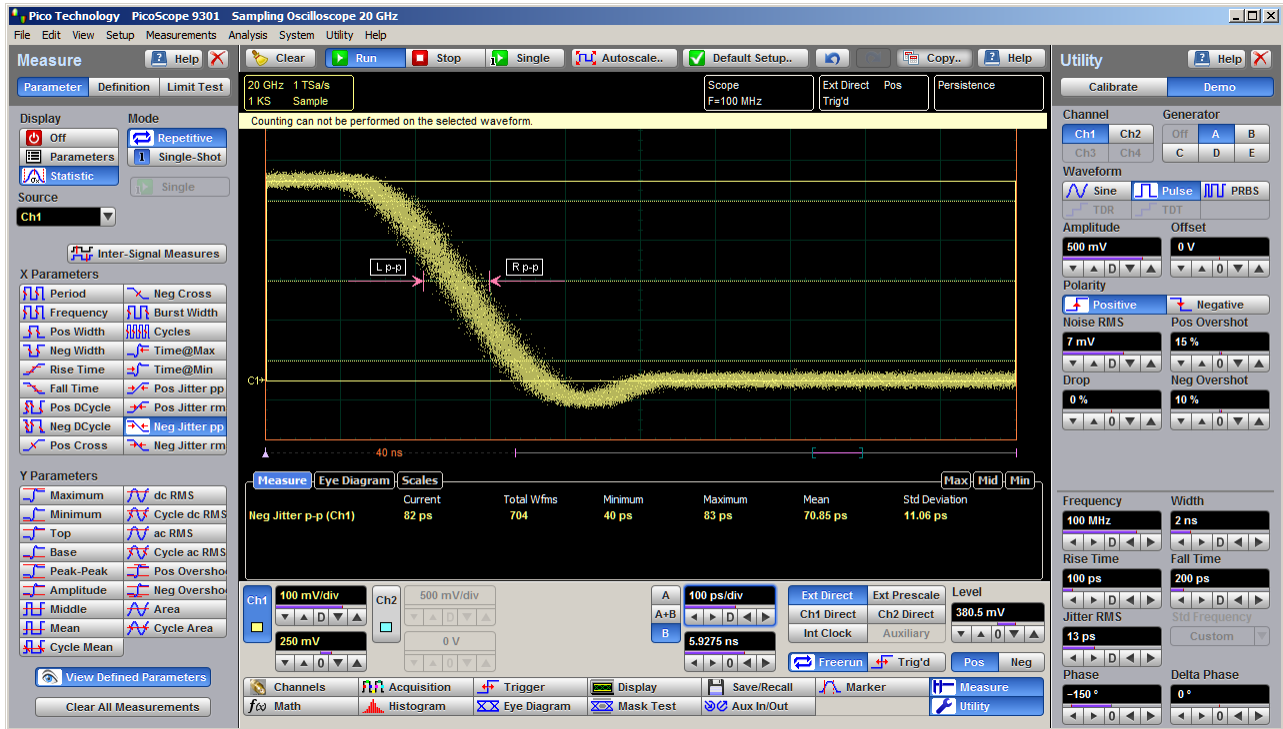 Pico Technology PicoScope 9301 Sampling Oscilloscope 20 GHz
File Edit View Setup Measurements Analysis System Utility Help
Measure Help
Parameter Definition Limit Test
Display Mode
Off Repetitive
Parameters Single-Shot
Statistic
Single
Source
Ch1
Inter-Signal Measures
X Parameters
Period Neg Cross
Frequency Burst Width
Pos Width Cycles
Neg Width Time@Max
Rise Time Time@Min
Fall Time Pos Jitter pp
Pos DCycle Pos Jitter rm
Neg DCycle Neg Jitter pp
Pos Cross Neg Jitter rm
Y Parameters
Maximum dc RMS
Minimum Cycle dc RMS
Top ac RMS
Base Cycle ac RMS
Peak-Peak Pos Oversho
Amplitude Neg Oversho
Middle Area
Mean Cycle Area
Cycle Mean
View Defined Parameters
Clear All Measurements
Clear Run Stop Single Autoscale.. Default Setup.. Copy.. Help
20 GHz 1 TSa/s
1 KS Sample
Scope
F=100 MHz
Ext Direct Pos
Trig'd
Persistence
Counting can not be performed on the selected waveform.
L p-p R p-p
C1
40 ns
Measure Eye Diagram Scales Max Mid Min
Current Total Wfms Minimum Maximum Mean Std Deviation
Neg Jitter p-p (Ch1) 82 ps 704 40 ps 83 ps 70.85 ps 11.06 ps
Ch1 100 mV/div
D
250 mV
0
Ch2 500 mV/div
D
0 V
0
A
A+B
B
100 ps/div
D
5.9275 ns
0
Ext Direct Ext Prescale
Ch1 Direct Ch2 Direct
Int Clock Auxiliary
Freerun Trig'd
Level
380.5 mV
0
Pos Neg
Channels Acquisition Trigger Display Save/Recall Marker Measure
f(x) Math Histogram Eye Diagram Mask Test Aux In/Out Utility
Utility Help
Calibrate Demo
Channel Generator
Ch1 Ch2 Off A B
Ch3 Ch4 C D E
Waveform
Sine Pulse PRBS
TDR TDT
Amplitude Offset
500 mV 0 V
D 0
Polarity
Positive Negative
Noise RMS Pos Overshot
7 mV 15 %
D 0
Drop Neg Overshot
0 % 10 %
0 0
Frequency Width
100 MHz 2 ns
D D
Rise Time Fall Time
100 ps 200 ps
D D
Jitter RMS Std Frequency
13 ps Custom
D
Phase Delta Phase
-150 ° 0 °
0 0